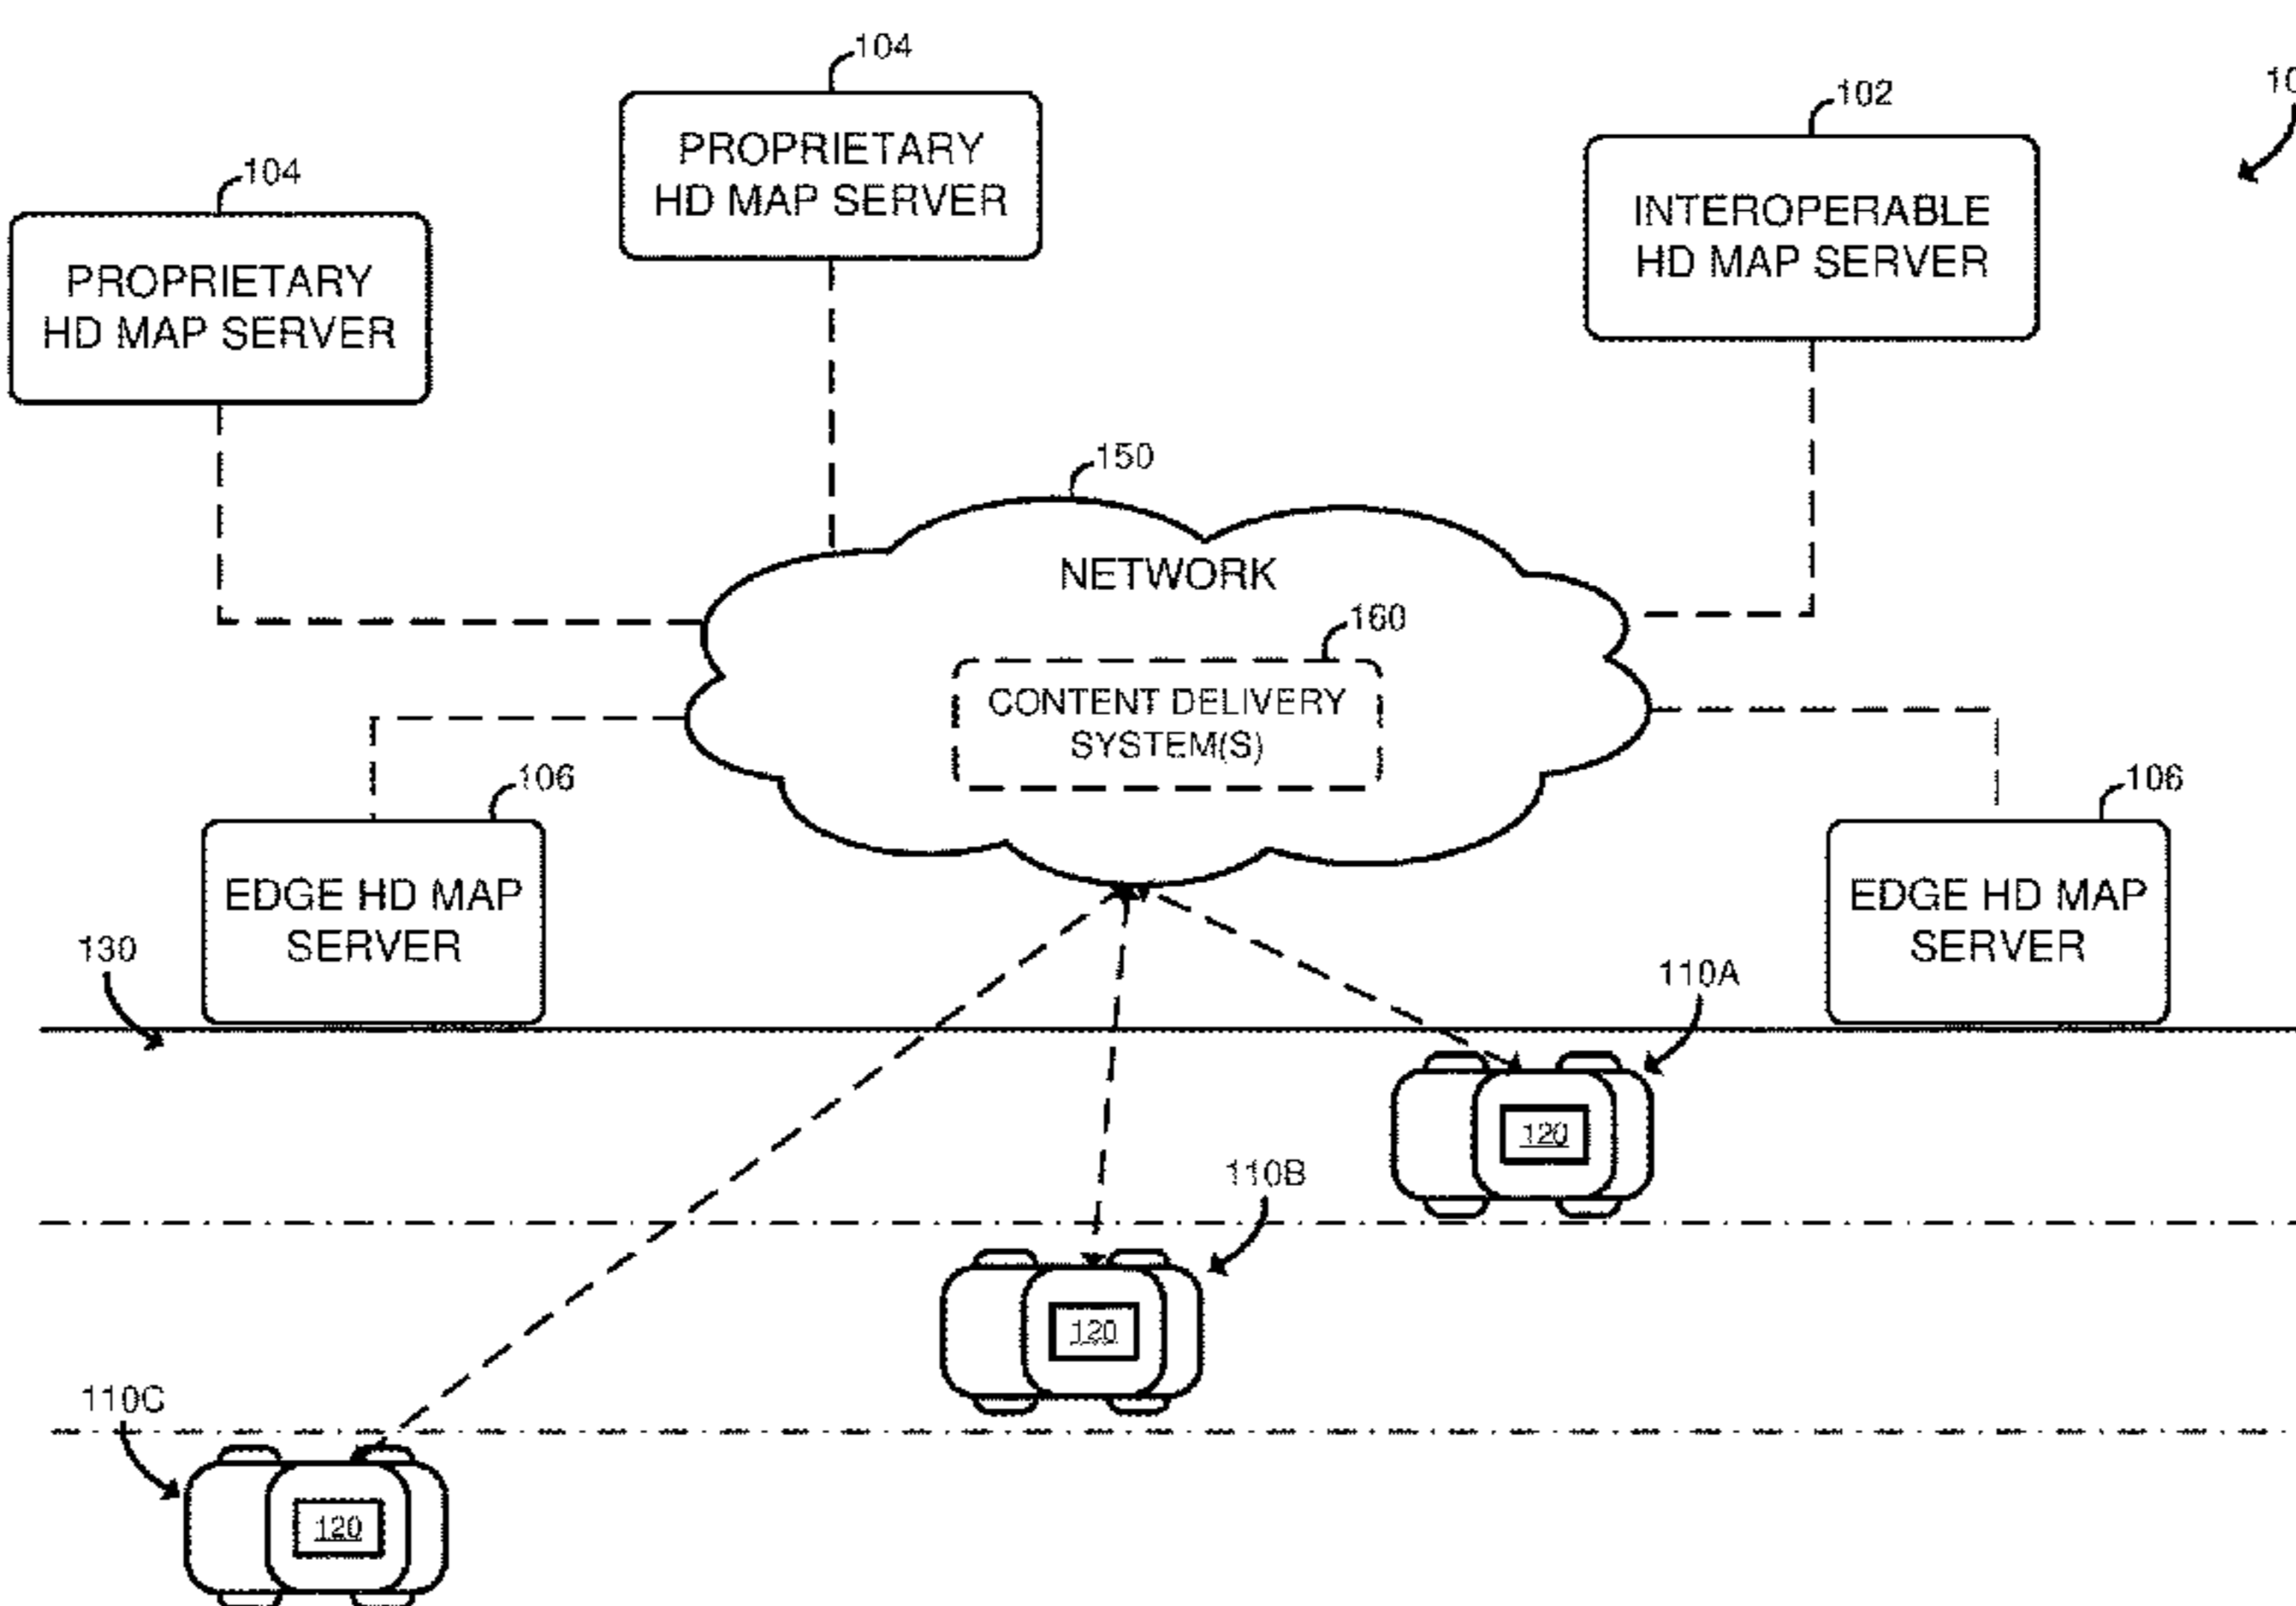 104
102
104
PROPRIETARY
HD MAP SERVER
INTEROPERABLE
HD MAP SERVER
PROPRIETARY
HD MAP SERVER
150
NETWORK
160
CONTENT DELIVERY
SYSTEM(S)
106
106
EDGE HD MAP
SERVER
EDGE HD MAP
SERVER
130
110A
120
110B
120
110C
120